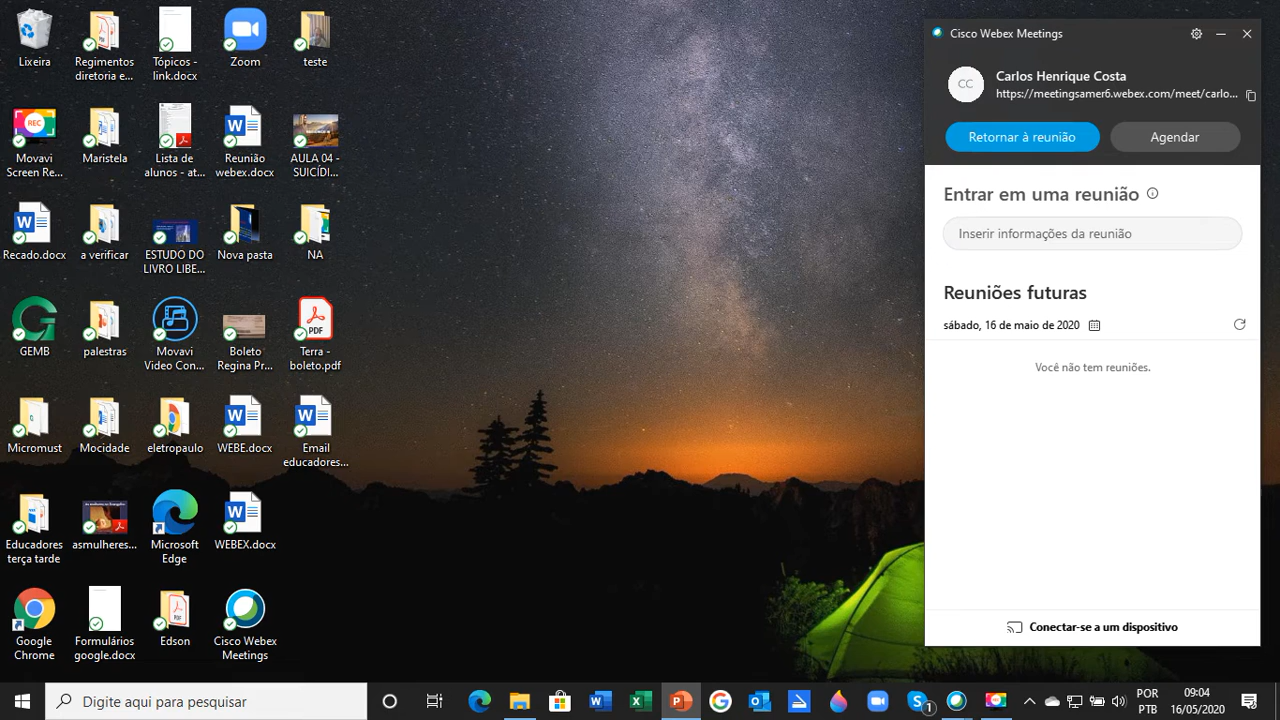 Lixeira
Regimentos
diretoria e...
Tópicos -
link.docx
Zoom
teste
REC
Movavi
Screen Re...
Maristela
Lista de
alunos - at...
Reunião
webex.docx
AULA 04 -
SUICÍDI...
Recado.docx
a verificar
ESTUDO DO
LIVRO LIBE...
Nova pasta
NA
GEMB
palestras
Movavi
Video Con...
Boleto
Regina Pr...
PDF
Terra -
boleto.pdf
Micromust
Mocidade
eletropaulo
WEBE.docx
Email
educadores...
Educadores
terça tarde
asmulheres...
Microsoft
Edge
WEBEX.docx
Google
Chrome
Formulários
google.docx
PDF
Edson
Cisco Webex
Meetings
Cisco Webex Meetings
CC
Carlos Henrique Costa
https://meetingsamer6.webex.com/meet/carlo...
Retornar à reunião
Agendar
Entrar em uma reunião
Inserir informações da reunião
Reuniões futuras
sábado, 16 de maio de 2020
Você não tem reuniões.
Conectar-se a um dispositivo
Digite aqui para pesquisar
1
POR
PTB
09:04
16/05/2020